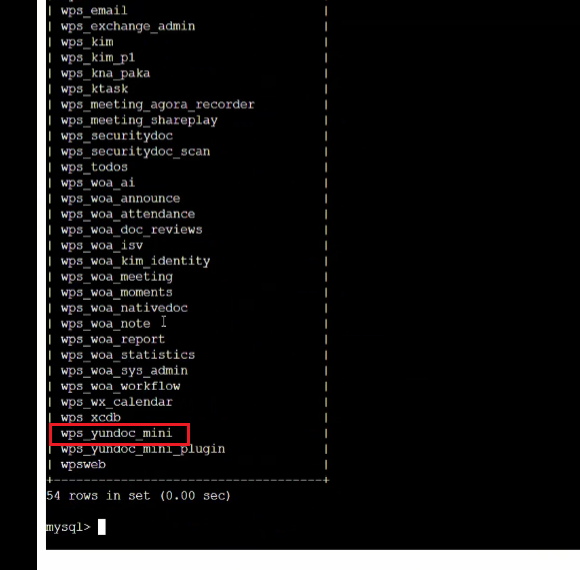 | wps_email |
| wps_exchange_admin |
| wps_kim |
| wps_kim_p1 |
| wps_kna_paka |
| wps_ktask |
| wps_meeting_agora_recorder |
| wps_meeting_shareplay |
| wps_securitydoc |
| wps_securitydoc_scan |
| wps_todos |
| wps_woa_ai |
| wps_woa_announce |
| wps_woa_attendance |
| wps_woa_doc_reviews |
| wps_woa_isv |
| wps_woa_kim_identity |
| wps_woa_meeting |
| wps_woa_moments |
| wps_woa_nativedoc |
| wps_woa_note |
| wps_woa_report |
| wps_woa_statistics |
| wps_woa_sys_admin |
| wps_woa_workflow |
| wps_wx_calendar |
| wps_xcdb |
| wps_yundoc_mini |
| wps_yundoc_mini_plugin |
| wpsweb |
+------------------------------------+
54 rows in set (0.00 sec)
mysql>